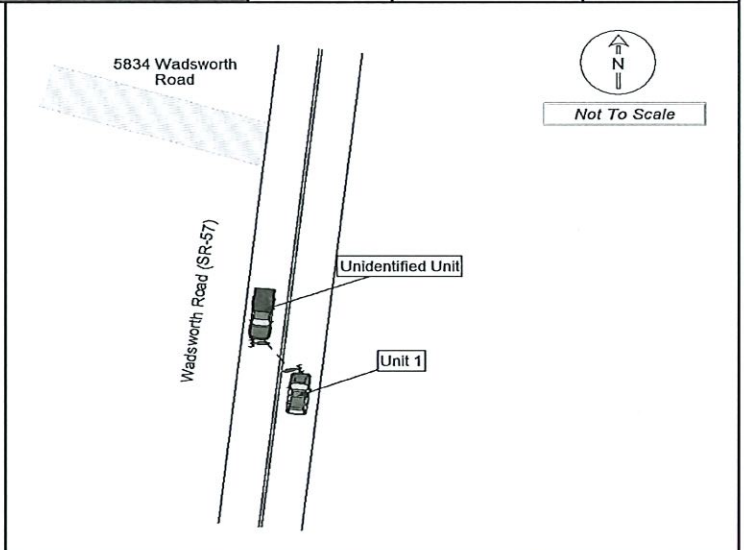 5834 Wadsworth
Road
N
Not To Scale
Wadsworth Road (SR-57)
Unidentified Unit
Unit 1